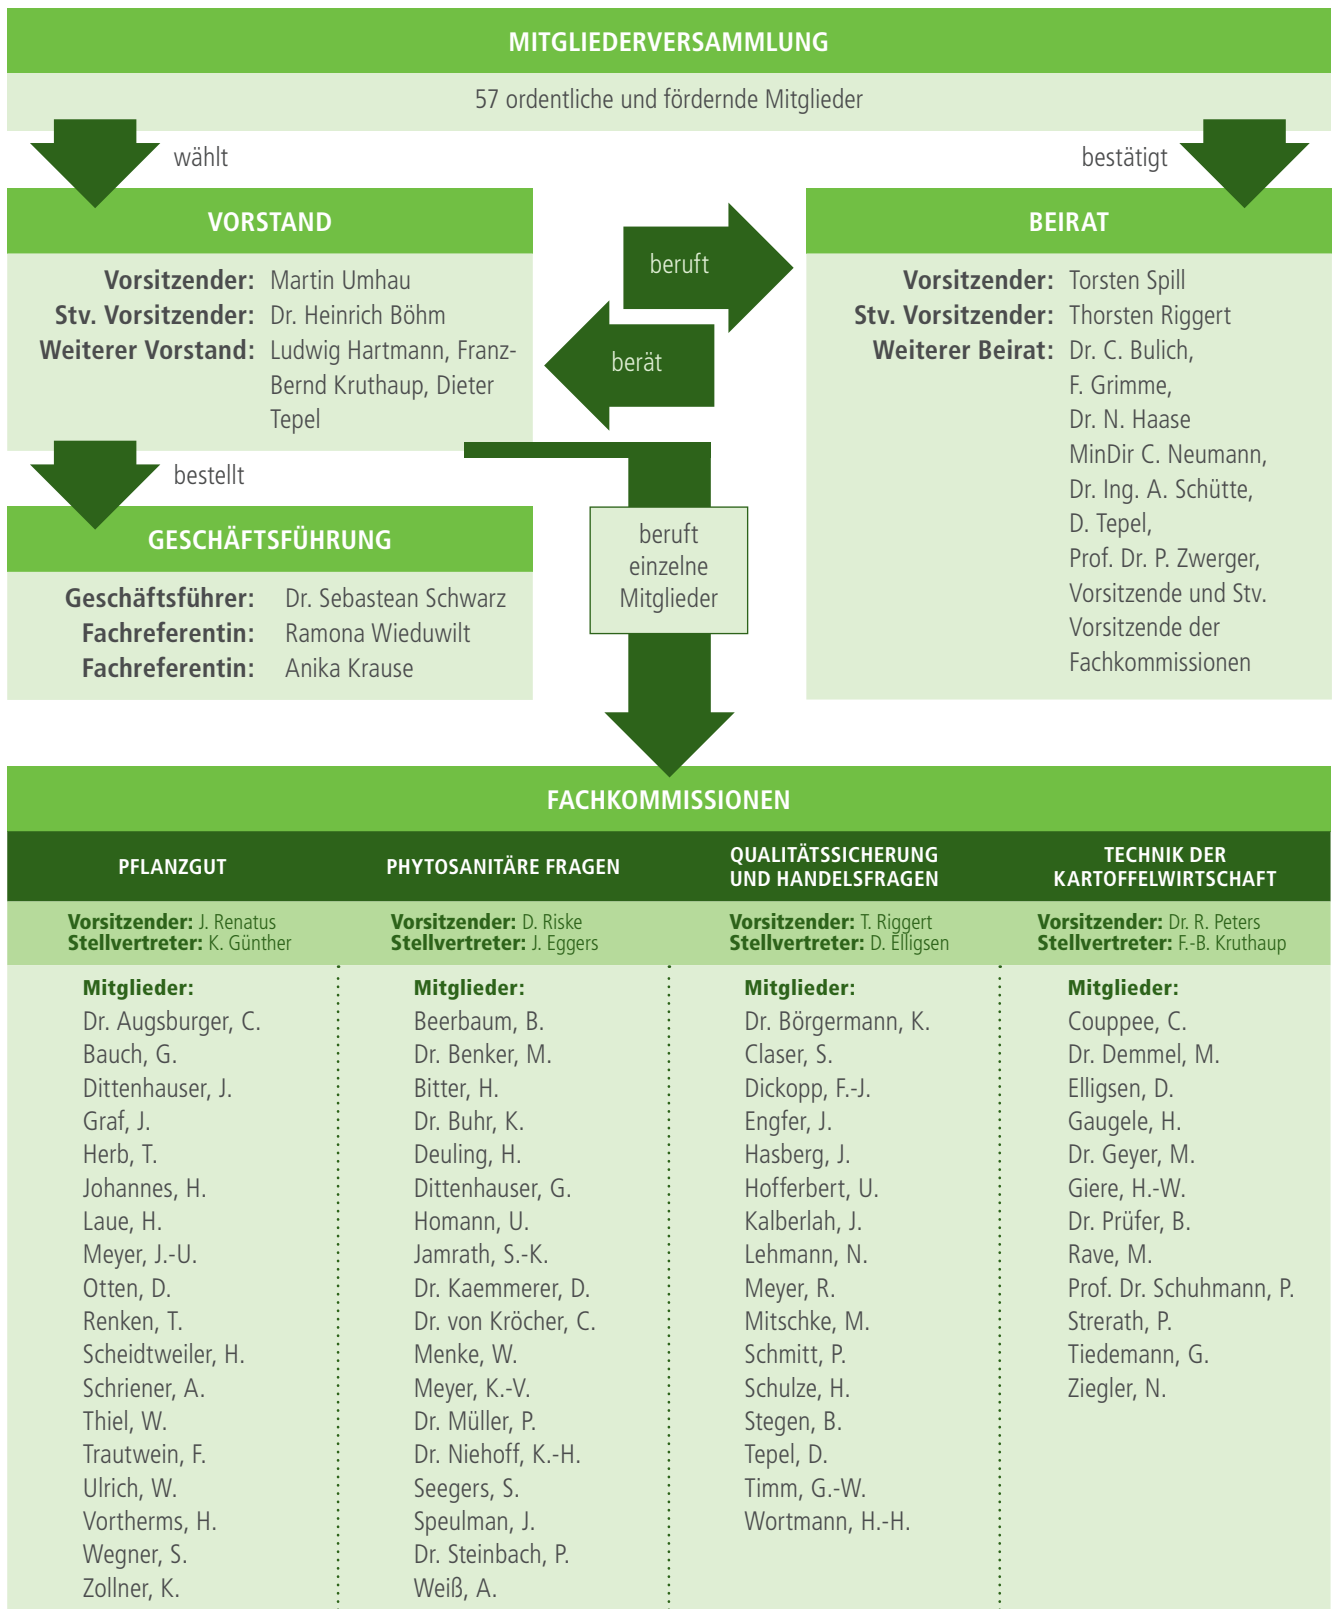 MITGLIEDERVERSAMMLUNG
57 ordentliche und fördernde Mitglieder
wählt
bestätigt
VORSTAND
Vorsitzender: Martin Umhau
Stv. Vorsitzender: Dr. Heinrich Böhm
Weiterer Vorstand: Ludwig Hartmann, Franz-
Bernd Kruthaup, Dieter
Tepel
beruft
berät
BEIRAT
Vorsitzender: Torsten Spill
Stv. Vorsitzender: Thorsten Riggert
Weiterer Beirat: Dr. C. Bulich,
F. Grimme,
Dr. N. Haase
MinDir C. Neumann,
Dr. Ing. A. Schütte,
D. Tepel,
Prof. Dr. P. Zwerger,
Vorsitzende und Stv.
Vorsitzende der
Fachkommissionen
bestellt
GESCHÄFTSFÜHRUNG
Geschäftsführer: Dr. Sebastean Schwarz
Fachreferentin: Ramona Wieduwilt
Fachreferentin: Anika Krause
beruft
einzelne
Mitglieder
FACHKOMMISSIONEN
PFLANZGUT
Vorsitzender: J. Renatus
Stellvertreter: K. Günther
Mitglieder:
Dr. Augsburger, C.
Bauch, G.
Dittenhauser, J.
Graf, J.
Herb, T.
Johannes, H.
Laue, H.
Meyer, J.-U.
Otten, D.
Renken, T.
Scheidtweiler, H.
Schriener, A.
Thiel, W.
Trautwein, F.
Ulrich, W.
Vortherms, H.
Wegner, S.
Zollner, K.
PHYTOSANITÄRE FRAGEN
Vorsitzender: D. Riske
Stellvertreter: J. Eggers
Mitglieder:
Beerbaum, B.
Dr. Benker, M.
Bitter, H.
Dr. Buhr, K.
Deuling, H.
Dittenhauser, G.
Homann, U.
Jamrath, S.-K.
Dr. Kaemmerer, D.
Dr. von Kröcher, C.
Menke, W.
Meyer, K.-V.
Dr. Müller, P.
Dr. Niehoff, K.-H.
Seegers, S.
Speulman, J.
Dr. Steinbach, P.
Weiß, A.
QUALITÄTSSICHERUNG
UND HANDELSFRAGEN
Vorsitzender: T. Riggert
Stellvertreter: D. Elligsen
Mitglieder:
Dr. Börgermann, K.
Claser, S.
Dickopp, F.-J.
Engfer, J.
Hasberg, J.
Hofferbert, U.
Kalberlah, J.
Lehmann, N.
Meyer, R.
Mitschke, M.
Schmitt, P.
Schulze, H.
Stegen, B.
Tepel, D.
Timm, G.-W.
Wortmann, H.-H.
TECHNIK DER
KARTOFFELWIRTSCHAFT
Vorsitzender: Dr. R. Peters
Stellvertreter: F.-B. Kruthaup
Mitglieder:
Couppee, C.
Dr. Demmel, M.
Elligsen, D.
Gaugele, H.
Dr. Geyer, M.
Giere, H.-W.
Dr. Prüfer, B.
Rave, M.
Prof. Dr. Schuhmann, P.
Strerath, P.
Tiedemann, G.
Ziegler, N.